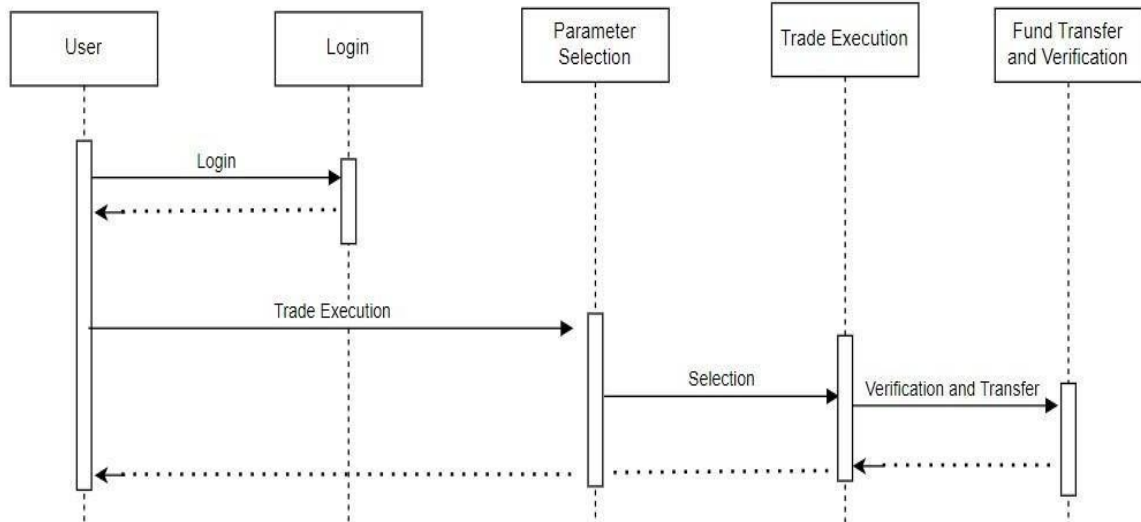 User
Login
Parameter
Selection
Trade Execution
Fund Transfer
and Verification
Login
Trade Execution
Selection
Verification and Transfer